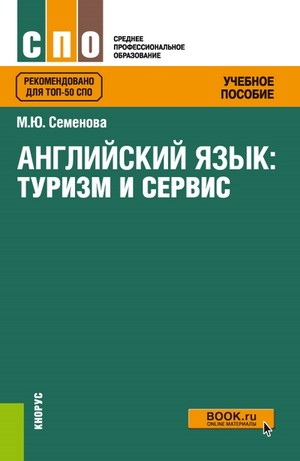 СПО
СРЕДНЕЕ
ПРОФЕССИОНАЛЬНОЕ
ОБРАЗОВАНИЕ
РЕКОМЕНДОВАНО
ДЛЯ ТОП-50 СПО
УЧЕБНОЕ
ПОСОБИЕ
М.Ю. Семенова
АНГЛИЙСКИЙ ЯЗЫК:
ТУРИЗМ И СЕРВИС
КНОРУС
BOOK.ru
ONLINE МАТЕРИАЛЫ